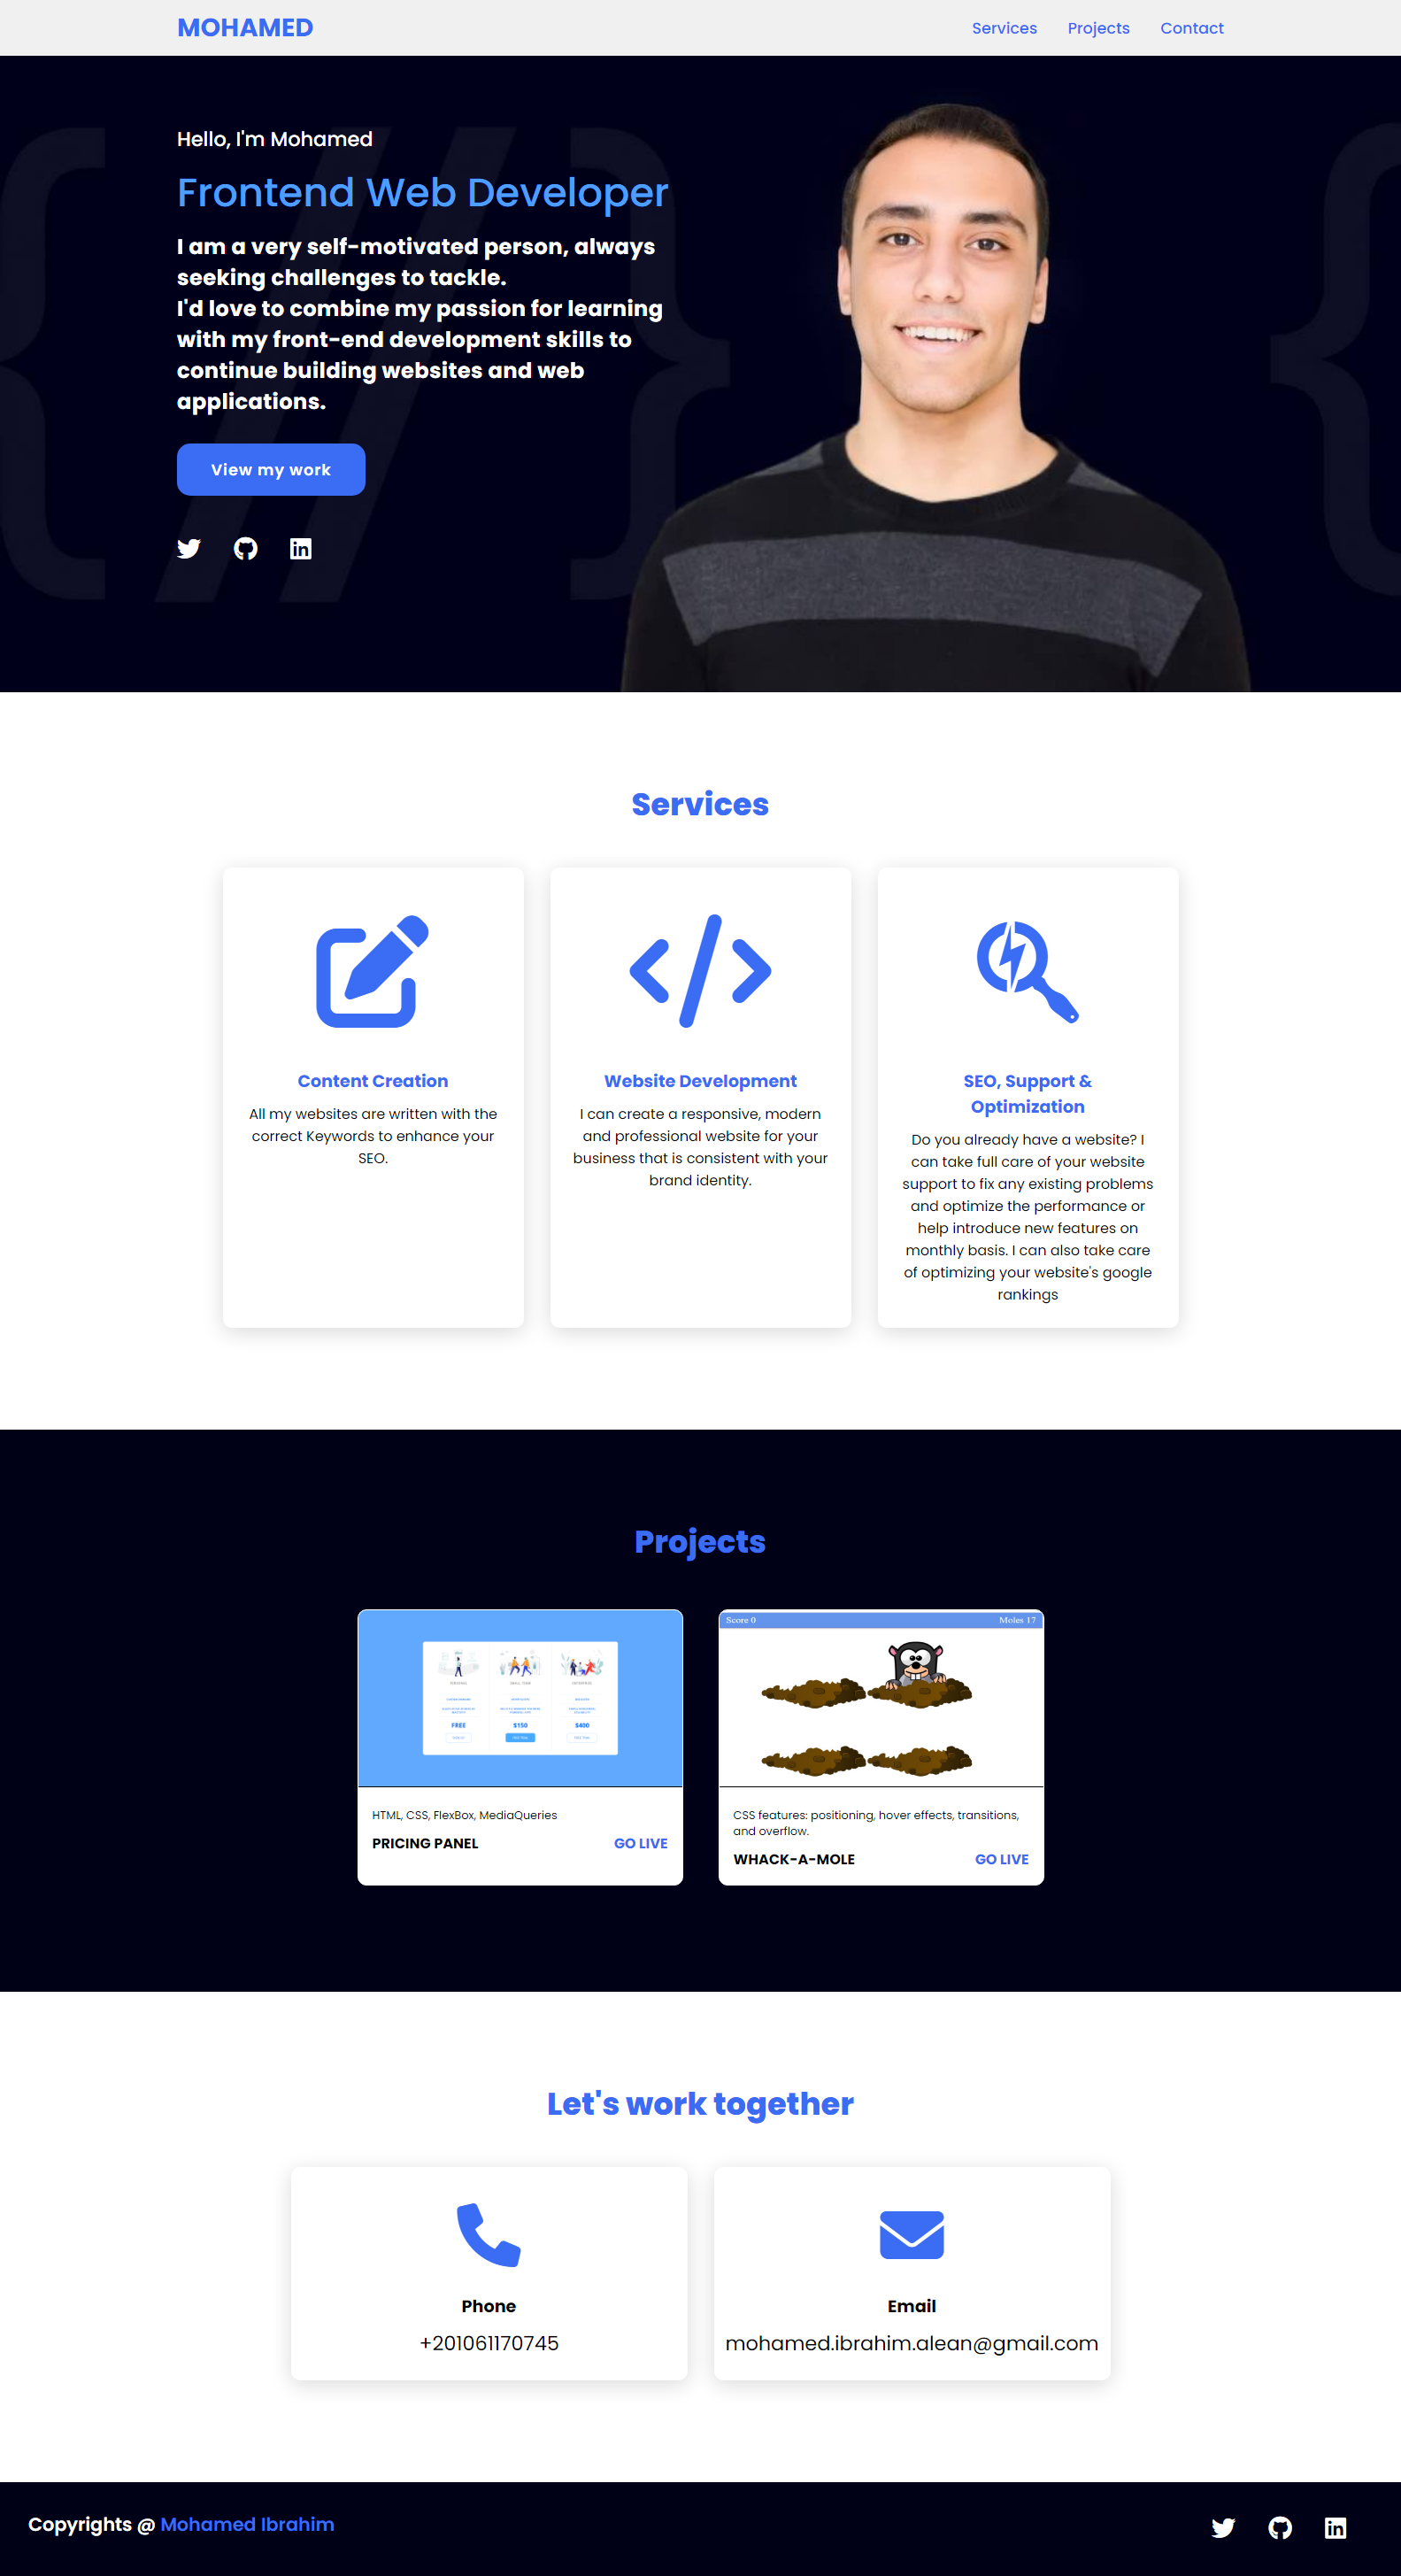 MOHAMED
Services Projects Contact
Hello, I'm Mohamed
Frontend Web Developer
I am a very self-motivated person, always
seeking challenges to tackle.
I'd love to combine my passion for learning
with my front-end development skills to
continue building websites and web
applications.
View my work
Services
Content Creation
All my websites are written with the
correct Keywords to enhance your
SEO.
Website Development
I can create a responsive, modern
and professional website for your
business that is consistent with your
brand identity.
SEO, Support &
Optimization
Do you already have a website? I
can take full care of your website
support to fix any existing problems
and optimize the performance or
help introduce new features on
monthly basis. I can also take care
of optimizing your website's google
rankings
Projects
FREE
$150
$400
HTML, CSS, FlexBox, MediaQueries
PRICING PANEL GO LIVE
Score 0 Moles 17
CSS features: positioning, hover effects, transitions,
and overflow.
WHACK-A-MOLE GO LIVE
Let's work together
Phone
+201061170745
Email
mohamed.ibrahim.alean@gmail.com
Copyrights @ Mohamed Ibrahim